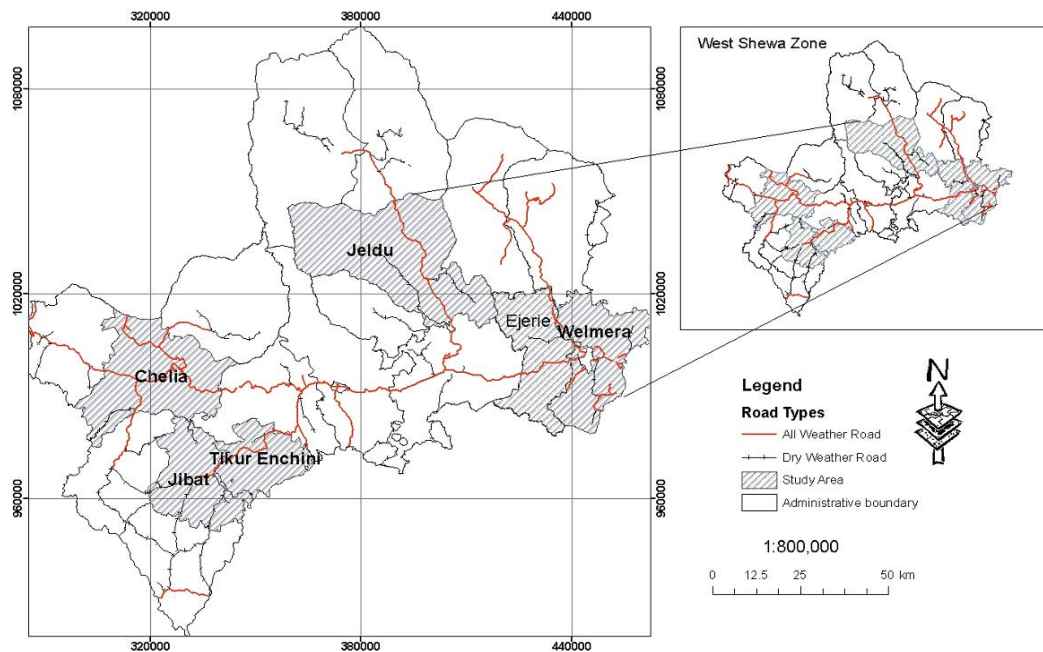 320000
380000
440000
1080000
1080000
1020000
1020000
960000
960000
Jeldu
Ejerie
Welmera
Chelia
Tikur Enchini
Jibat
320000
380000
440000
West Shewa Zone
N
Legend
Road Types
All Weather Road
Dry Weather Road
Study Area
Administrative boundary
1:800,000
0 12.5 25 50 km